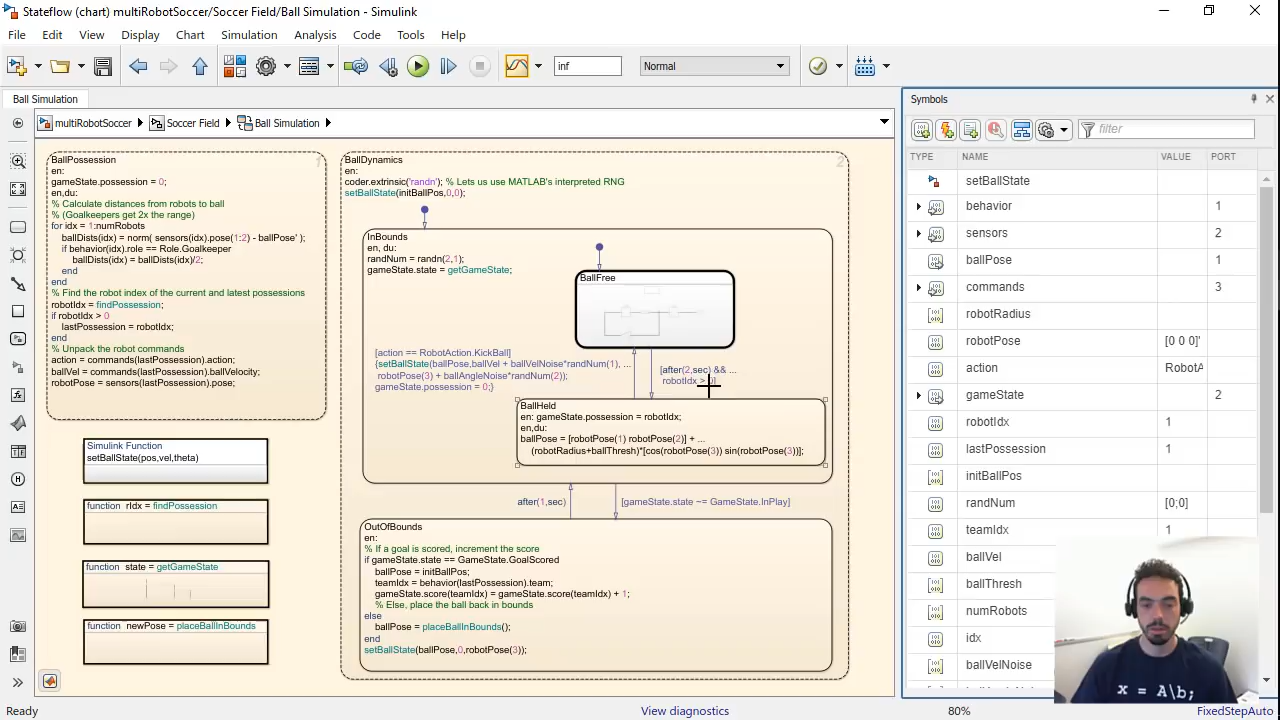 Stateflow (chart) multiRobotSoccer/Soccer Field/Ball Simulation - Simulink
File Edit View Display Chart Simulation Analysis Code Tools Help
inf
Normal
Ball Simulation
multiRobotSoccer Soccer Field Ball Simulation
BallPossession 1
en:
gameState.possession = 0;
en,du:
% Calculate distances from robots to ball
% (Goalkeepers get 2x the range)
for idx = 1:numRobots
ballDists(idx) = norm( sensors(idx).pose(1:2) - ballPose' );
if behavior(idx).role == Role.Goalkeeper
ballDists(idx) = ballDists(idx)/2;
end
end
% Find the robot index of the current and latest possessions
robotIdx = findPossession;
if robotIdx > 0
lastPossession = robotIdx;
end
% Unpack the robot commands
action = commands(lastPossession).action;
ballVel = commands(lastPossession).ballVelocity;
robotPose = sensors(lastPossession).pose;
Simulink Function
setBallState(pos,vel,theta)
function rIdx = findPossession
function state = getGameState
function newPose = placeBallInBounds
BallDynamics 2
en:
coder.extrinsic('randn'); % Lets us use MATLAB's interpreted RNG
setBallState(initBallPos,0,0);
InBounds
en, du:
randNum = randn(2,1);
gameState.state = getGameState;
BallFree
[action == RobotAction.KickBall]
{setBallState(ballPose,ballVel + ballVelNoise*randNum(1), ...
robotPose(3) + ballAngleNoise*randNum(2));
gameState.possession = 0;}
[after(2,sec) && ...
robotIdx > 0]
BallHeld
en: gameState.possession = robotIdx;
en,du:
ballPose = [robotPose(1) robotPose(2)] + ...
(robotRadius+ballThresh)*[cos(robotPose(3)) sin(robotPose(3))];
after(1,sec)
[gameState.state ~= GameState.InPlay]
OutOfBounds
en:
% If a goal is scored, increment the score
if gameState.state == GameState.GoalScored
ballPose = initBallPos;
teamIdx = behavior(lastPossession).team;
gameState.score(teamIdx) = gameState.score(teamIdx) + 1;
% Else, place the ball back in bounds
else
ballPose = placeBallInBounds();
end
setBallState(ballPose,0,robotPose(3));
Symbols
filter
TYPE NAME VALUE PORT
setBallState
behavior 1
sensors 2
ballPose 1
commands 3
robotRadius
robotPose [0 0 0]'
action RobotA
gameState 2
robotIdx 1
lastPossession 1
initBallPos
randNum [0;0]
teamIdx 1
ballVel
ballThresh
numRobots
idx
ballVelNoise
x = A\b;
Ready
View diagnostics
80%
FixedStepAuto